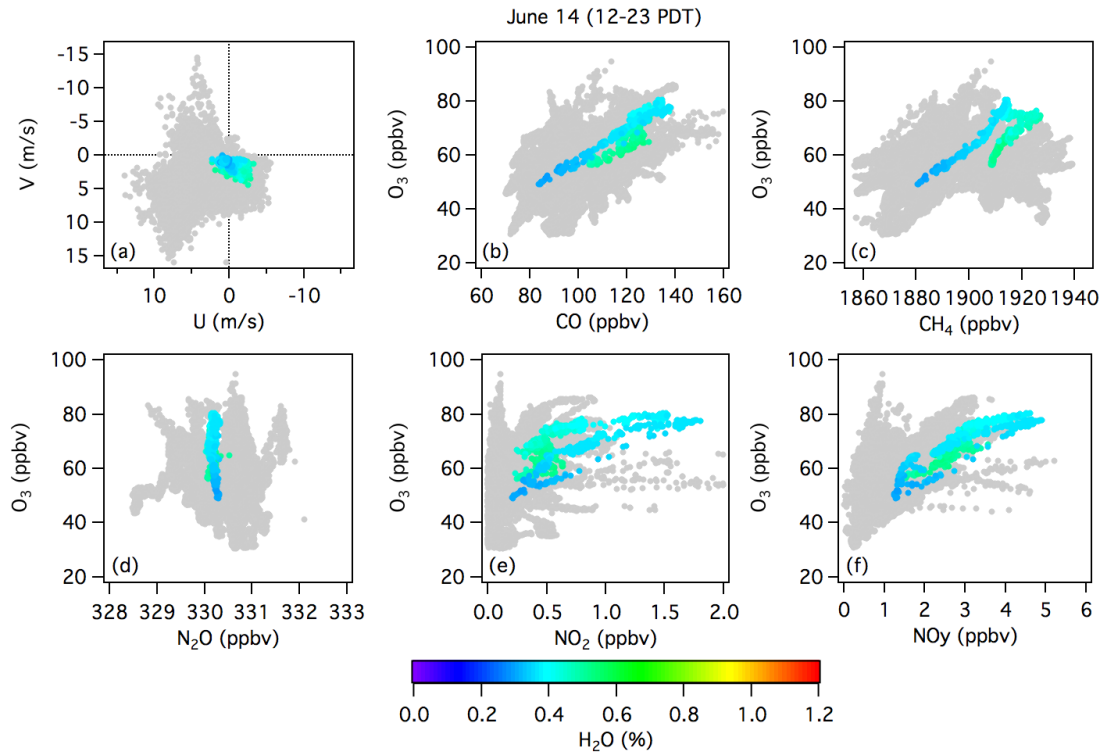 June 14 (12-23 PDT)
V (m/s)
-15
-10
-5
0
5
10
15
(a)
10 0 -10
U (m/s)
O3 (ppbv)
100
80
60
40
20
(b)
60 80 100 120 140 160
CO (ppbv)
O3 (ppbv)
100
80
60
40
20
(c)
1860 1880 1900 1920 1940
CH4 (ppbv)
O3 (ppbv)
100
80
60
40
20
(d)
328 329 330 331 332 333
N2O (ppbv)
O3 (ppbv)
100
80
60
40
20
(e)
0.0 0.5 1.0 1.5 2.0
NO2 (ppbv)
O3 (ppbv)
100
80
60
40
20
(f)
0 1 2 3 4 5 6
NOy (ppbv)
0.0 0.2 0.4 0.6 0.8 1.0 1.2
H2O (%)